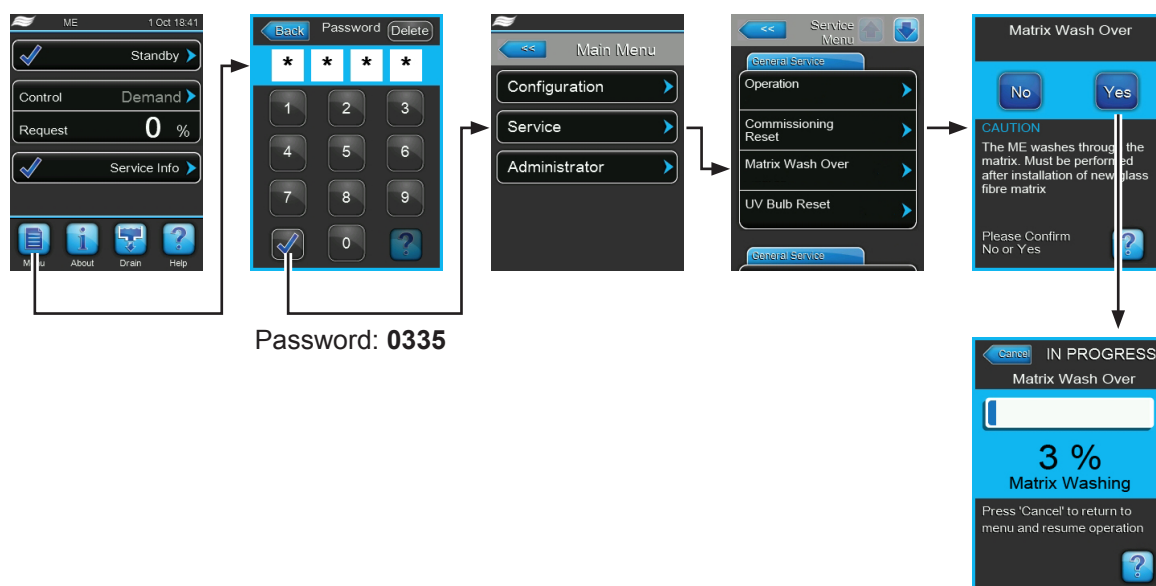 ME 1 Oct 18:41
Standby
Control Demand
Request 0 %
Service Info
Menu About Drain Help
Back Password Delete
* * * *
1 2 3
4 5 6
7 8 9
0 ?
Password: 0335
<< Main Menu
Configuration
Service
Administrator
<< Service
Menu
General Service
Operation
Commissioning
Reset
Matrix Wash Over
UV Bulb Reset
General Service
Matrix Wash Over
No Yes
CAUTION
The ME washes through the
matrix. Must be performed
after installation of new glass
fibre matrix
Please Confirm
No or Yes
?
Cancel IN PROGRESS
Matrix Wash Over
3 %
Matrix Washing
Press 'Cancel' to return to
menu and resume operation
?